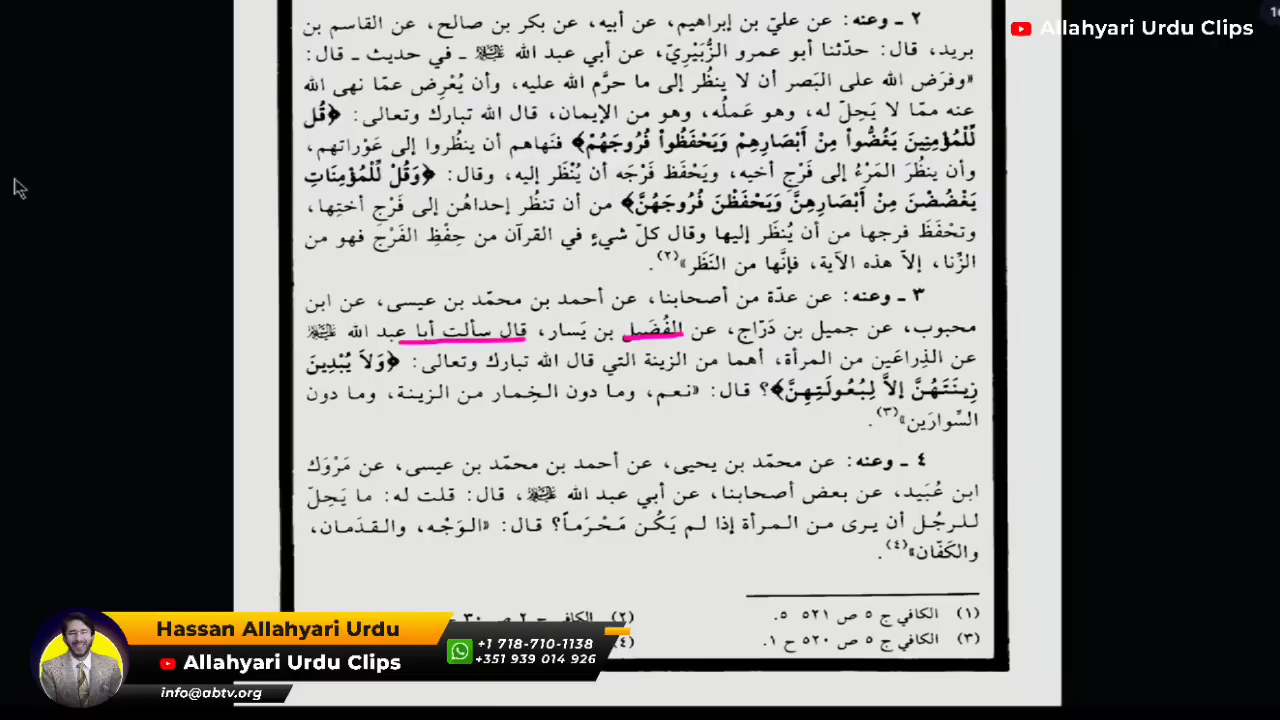 Allahyari Urdu Clips
٢ ـ وعنه: عن عليّ بن إبراهيم، عن أبيه، عن بكر بن صالح، عن القاسم بن
بريد، قال: حدّثنا أبو عمرو الزُّبَيْرِيّ، عن أبي عبد الله عليه السلام ـ في حديث ـ قال:
«وفرَض الله على البَصر أن لا ينظُر إلى ما حرَّم الله عليه، وأن يُعْرِض عمّا نهى الله
عنه ممّا لا يَحِلّ له، وهو عَملُه، وهو من الإيمان، قال الله تبارك وتعالى: ﴿قُل
لِّلْمُؤمِنِينَ يَغُضُّواْ مِنْ أَبْصَارِهِمْ وَيَحْفَظُواْ فُرُوجَهُمْ﴾ فنَهاهم أن ينظُروا إلى عَوْراتهم،
وأن ينظُرَ المَرْءُ إلى فَرْجِ أخيه، ويَحْفَظ فَرْجَه أن يُنْظَر إليه، وقال: ﴿وَقُلْ لِّلْمُؤْمِنَاتِ
يَغْضُضْنَ مِنْ أَبْصَارِهِنَّ وَيَحْفَظْنَ فُرُوجَهُنَّ﴾ من أن تنظُر إحداهُن إلى فَرْج أختِها،
وتحْفَظَ فرجها من أن يُنظَر إليها وقال كلّ شيءٍ في القرآن من حِفْظِ الفَرْجَ فهو من
الزِّنا، إلاّ هذه الآية، فإنَّها من النَظَر»(٢).
٣ ـ وعنه: عن عدّة من أصحابنا، عن أحمد بن محمّد بن عيسى، عن ابن
محبوب، عن جميل بن دَرّاج، عن الفُضَيل بن يَسار، قال سألت أبا عبد الله عليه السلام
عن الذِراعَين من المرأة، أهما من الزينة التي قال الله تبارك وتعالى: ﴿وَلاَ يُبْدِينَ
زِينَتَهُنَّ إِلاَّ لِبُعُولَتِهِنَّ﴾؟ قال: «نعم، وما دون الخِمار من الزينة، وما دون
السِّوارَين»(٣).
٤ ـ وعنه: عن محمّد بن يحيى، عن أحمد بن محمّد بن عيسى، عن مَرْوَك
ابن عُبَيد، عن بعض أصحابنا، عن أبي عبد الله عليه السلام، قال: قلت له: ما يَحِلّ
للرجُل أن يرى من المرأة إذا لم يَكُن مَحْرَماً؟ قال: «الوَجْه، والقدَمان،
والكَفّان»(٤).
(١) الكافي ج ٥ ص ٥٢١ ح ٥. (٢) الكافي ج ٢ ص ٣٠
(٣) الكافي ج ٥ ص ٥٢٠ ح ١. (٤)
Hassan Allahyari Urdu
Allahyari Urdu Clips
info@abtv.org
+1 718-710-1138
+351 939 014 926